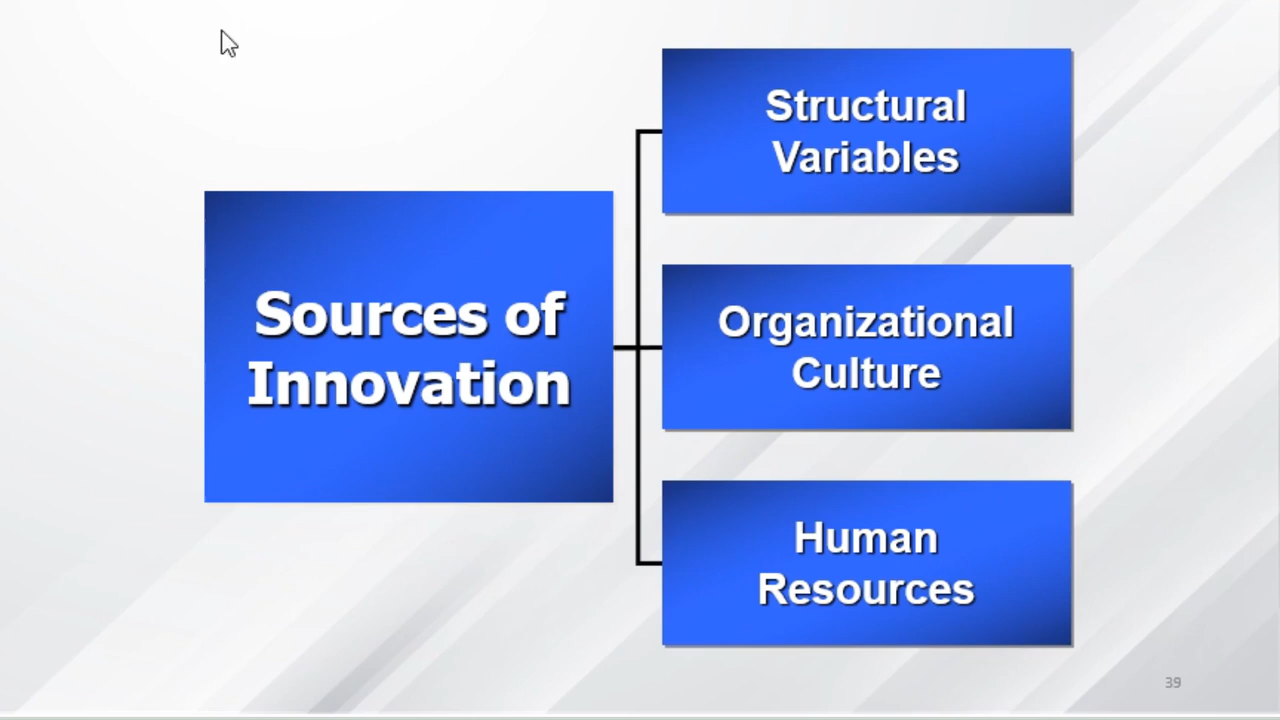 Sources of
Innovation
Structural
Variables
Organizational
Culture
Human
Resources
39